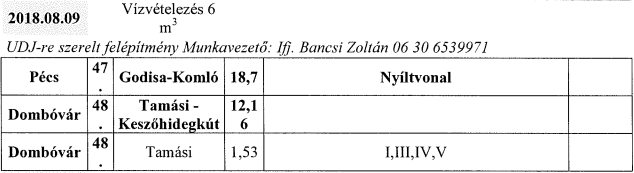 2018.08.09 Vízvételezés 6
m³
UDJ-re szerelt felépítmény Munkavezető: Ifj. Bancsi Zoltán 06 30 6539971
Pécs 47. Godisa-Komló 18,7 Nyíltvonal
Dombóvár 48. Tamási - Keszőhidegkút 12,16
Dombóvár 48. Tamási 1,53 I,III,IV,V